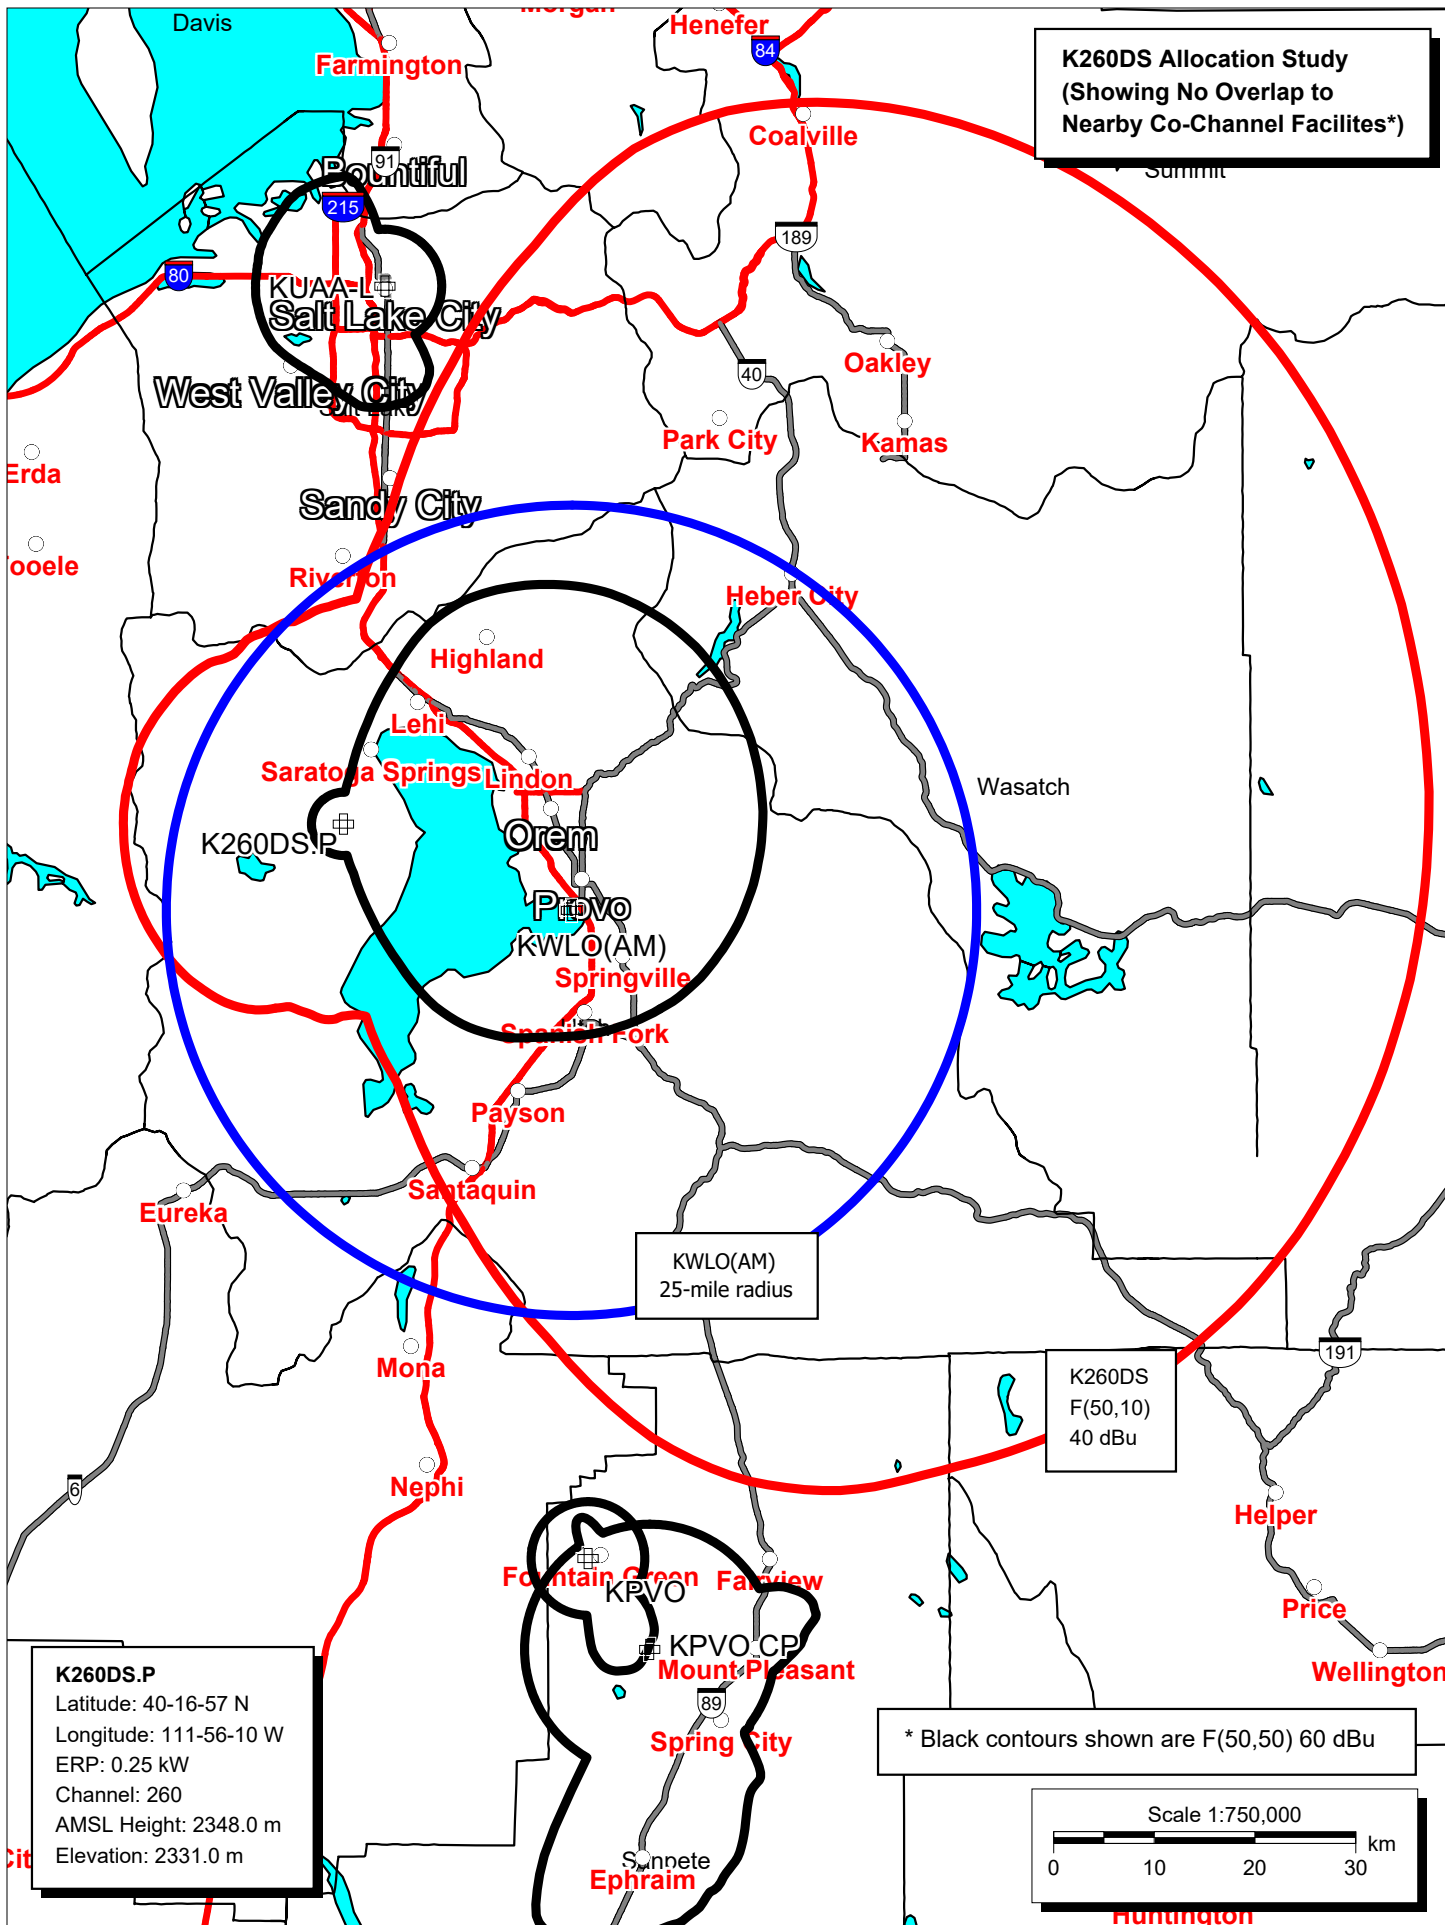 Davis
Morgan
Henefer
84
Farmington
K260DS Allocation Study
(Showing No Overlap to
Nearby Co-Channel Facilites*)
Coalville
91
Bountiful
Summit
215
189
80
KUAA-L
Salt Lake City
Oakley
40
West Valley City
Salt Lake
Park City
Kamas
Erda
Sandy City
Tooele
Riverton
Heber City
Highland
Lehi
Saratoga Springs
Lindon
Wasatch
K260DS.P
Orem
Provo
KWLO(AM)
Springville
Spanish Fork
Payson
Santaquin
Eureka
KWLO(AM)
25-mile radius
191
Mona
K260DS
F(50,10)
40 dBu
6
Nephi
Helper
Fountain Green
Fairview
KPVO
Price
KPVO.CP
Mount Pleasant
Wellington
K260DS.P
Latitude: 40-16-57 N
Longitude: 111-56-10 W
ERP: 0.25 kW
Channel: 260
AMSL Height: 2348.0 m
Elevation: 2331.0 m
89
Spring City
* Black contours shown are F(50,50) 60 dBu
Scale 1:750,000
km
0 10 20 30
Sanpete
Ephraim
Huntington